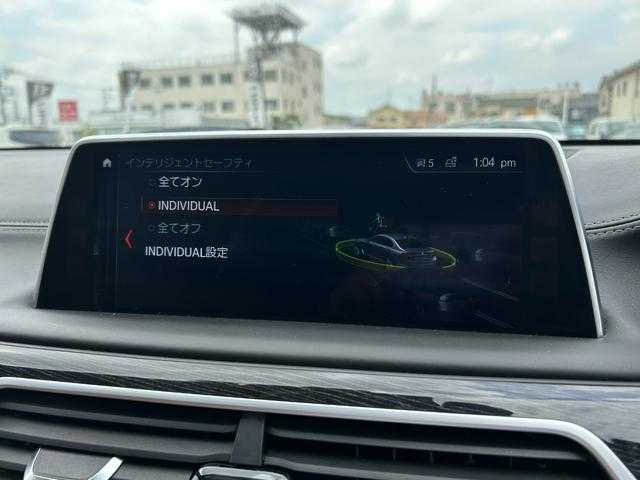 インテリジェントセーフティ
5 1:04 pm
全てオン
INDIVIDUAL
全てオフ
INDIVIDUAL設定